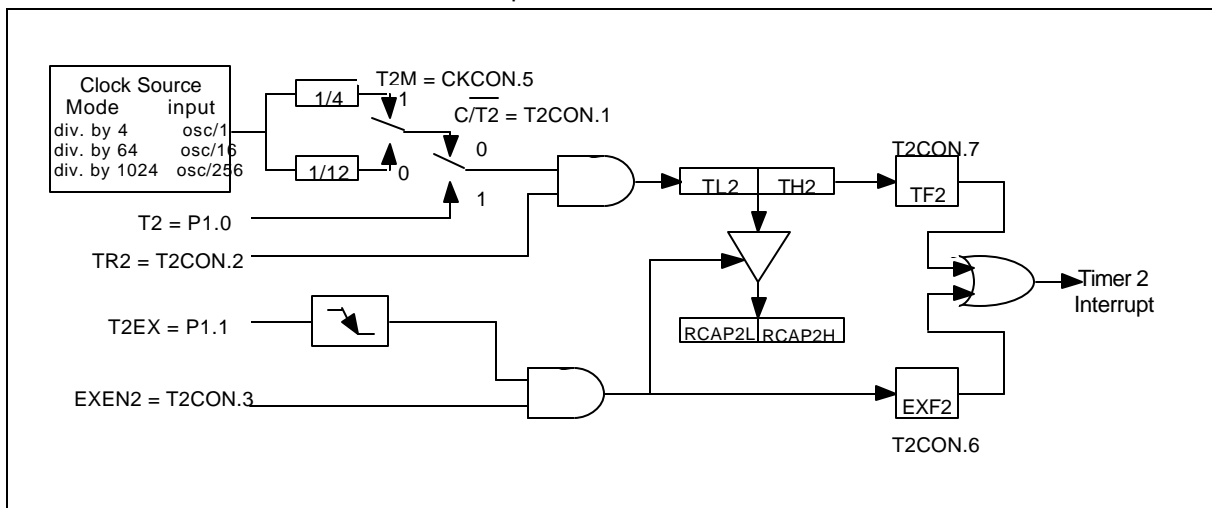 Clock Source
Mode input
div. by 4 osc/1
div. by 64 osc/16
div. by 1024 osc/256
1/4
1/12
T2M = CKCON.5
1
0
C/T2 = T2CON.1
0
1
T2 = P1.0
TR2 = T2CON.2
T2EX = P1.1
EXEN2 = T2CON.3
TL2 TH2
RCAP2L RCAP2H
T2CON.7
TF2
EXF2
T2CON.6
Timer 2
Interrupt